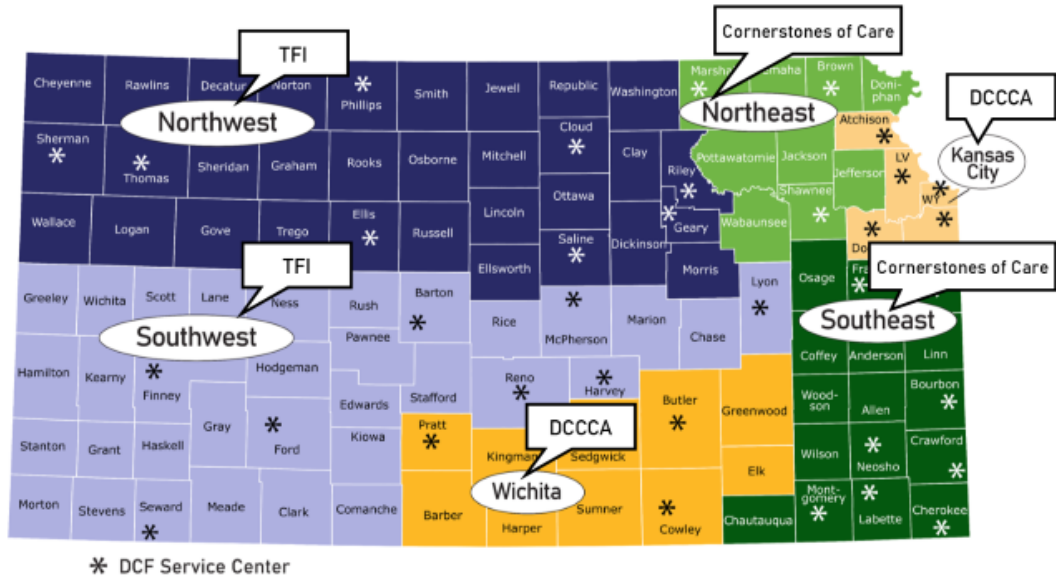 TFI
Cornerstones of Care
DCCCA
Cheyenne
Rawlins
Decatur
Norton
Phillips
Smith
Jewell
Republic
Washington
Brown
Doni-
phan
Northwest
Northeast
Kansas
City
Atchison
Sherman
Thomas
Sheridan
Graham
Rooks
Osborne
Mitchell
Cloud
Clay
Riley
Pottawatomie
Jackson
Jefferson
LV
WY
Ottawa
Shawnee
Wallace
Logan
Gove
Trego
Ellis
Russell
Lincoln
Saline
Dickinson
Geary
Wabaunsee
Ellsworth
Morris
TFI
Cornerstones of Care
Osage
Greeley
Wichita
Scott
Lane
Ness
Rush
Barton
Rice
McPherson
Marion
Chase
Lyon
Southwest
Southeast
Pawnee
Hamilton
Kearny
Finney
Hodgeman
Stafford
Reno
Harvey
Coffey
Anderson
Linn
Edwards
Butler
Greenwood
Wood-
son
Allen
Bourbon
Stanton
Grant
Haskell
Gray
Ford
Kiowa
Pratt
DCCCA
Kingman
Sedgwick
Elk
Wilson
Neosho
Crawford
Wichita
Morton
Stevens
Seward
Meade
Clark
Comanche
Barber
Harper
Sumner
Cowley
Chautauqua
Mont-
gomery
Labette
Cherokee
DCF Service Center